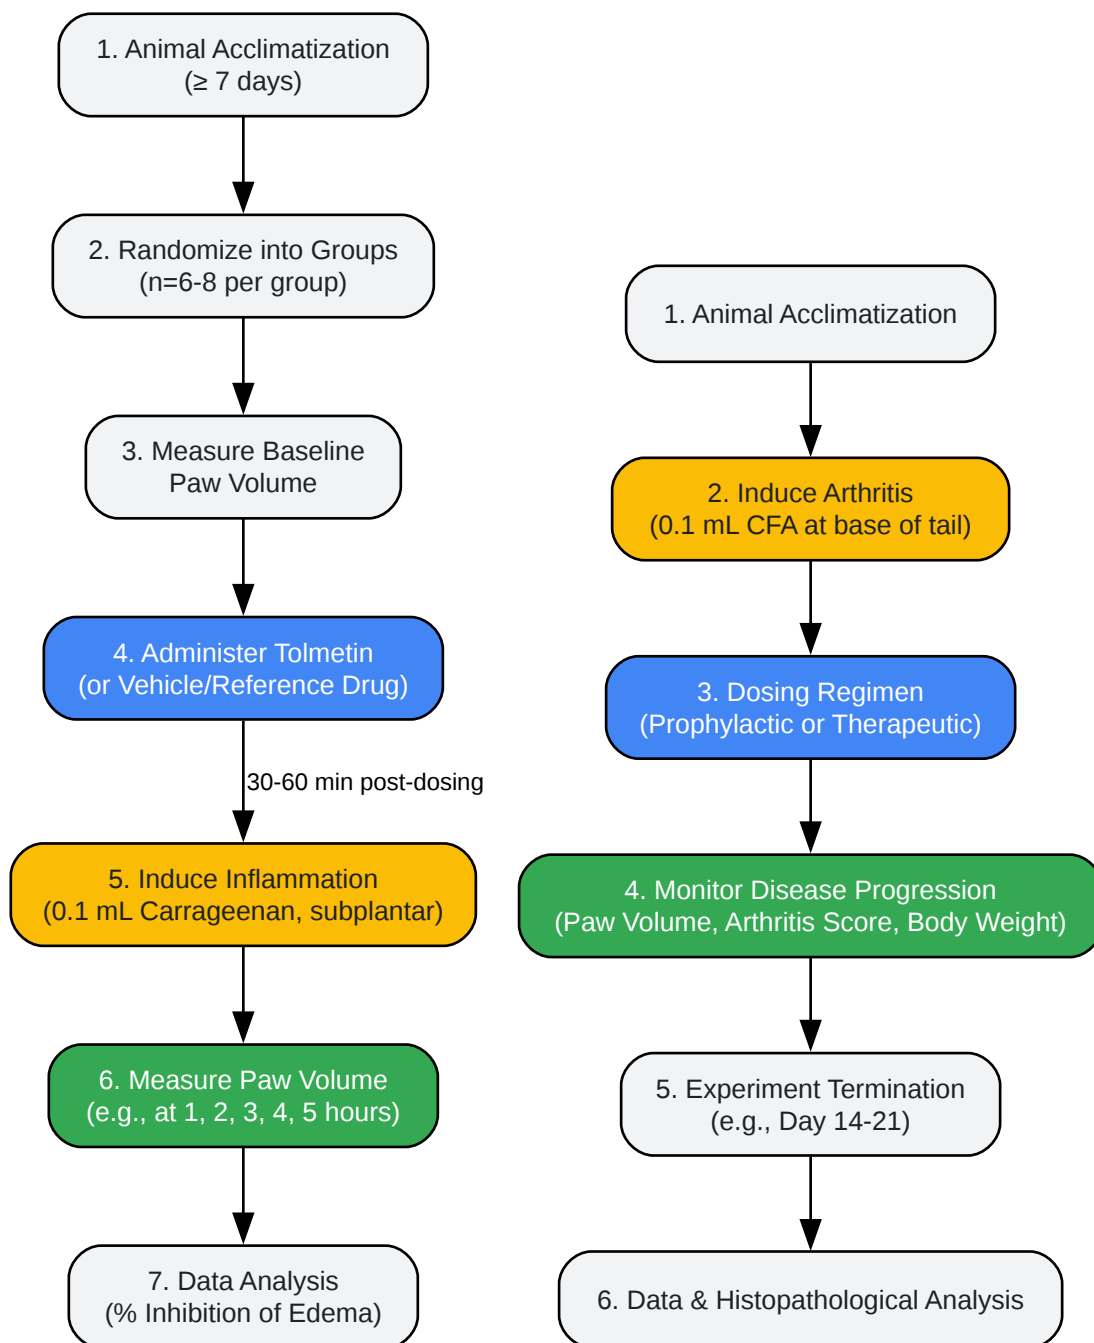 1. Animal Acclimatization
(≥ 7 days)
2. Randomize into Groups
(n=6-8 per group)
3. Measure Baseline
Paw Volume
4. Administer Tolmetin
(or Vehicle/Reference Drug)
30-60 min post-dosing
5. Induce Inflammation
(0.1 mL Carrageenan, subplantar)
6. Measure Paw Volume
(e.g., at 1, 2, 3, 4, 5 hours)
7. Data Analysis
(% Inhibition of Edema)
1. Animal Acclimatization
2. Induce Arthritis
(0.1 mL CFA at base of tail)
3. Dosing Regimen
(Prophylactic or Therapeutic)
4. Monitor Disease Progression
(Paw Volume, Arthritis Score, Body Weight)
5. Experiment Termination
(e.g., Day 14-21)
6. Data & Histopathological Analysis